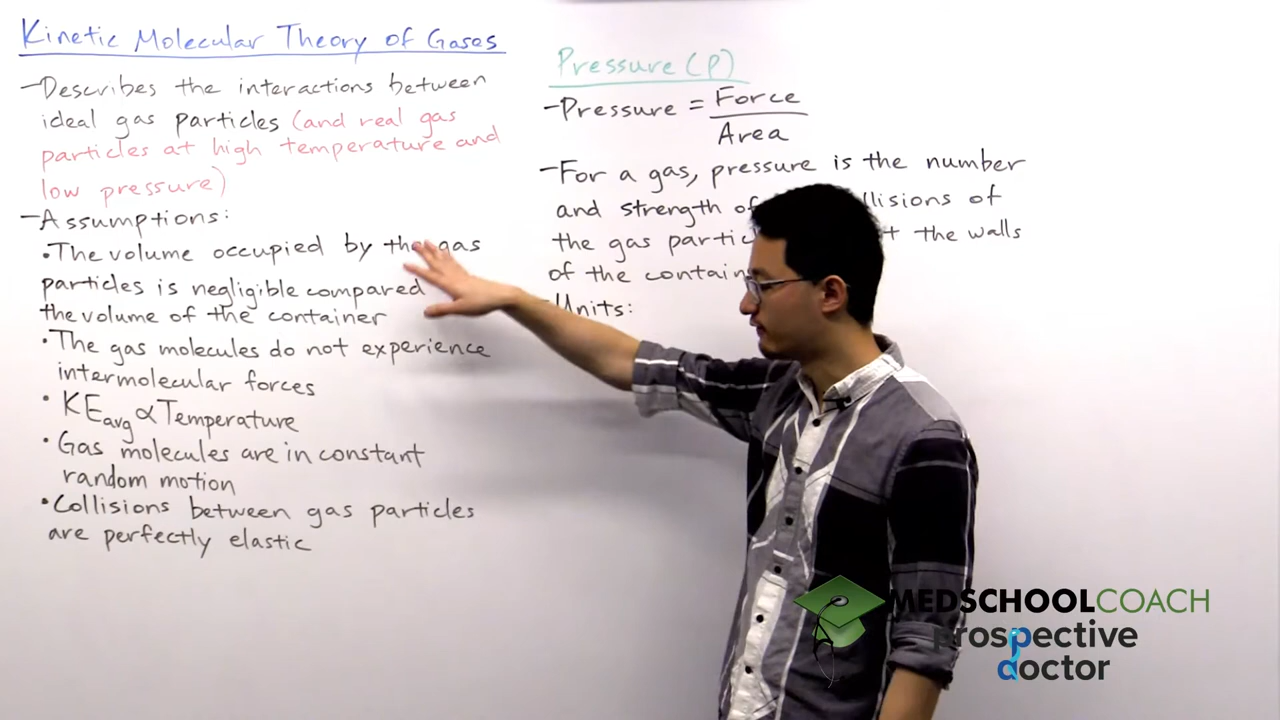 Kinetic Molecular Theory of Gases
-Describes the interactions between
ideal gas particles (and real gas
particles at high temperature and
low pressure)
-Assumptions:
•The volume occupied by the gas
particles is negligible compared
the volume of the container
•The gas molecules do not experience
intermolecular forces
•KEavg ∝ Temperature
•Gas molecules are in constant
random motion
•Collisions between gas particles
are perfectly elastic
Pressure (P)
-Pressure = Force
Area
-For a gas, pressure is the number
and strength of
the gas the walls
of the
-Units:
MEDSCHOOLCOACH
prospective
doctor